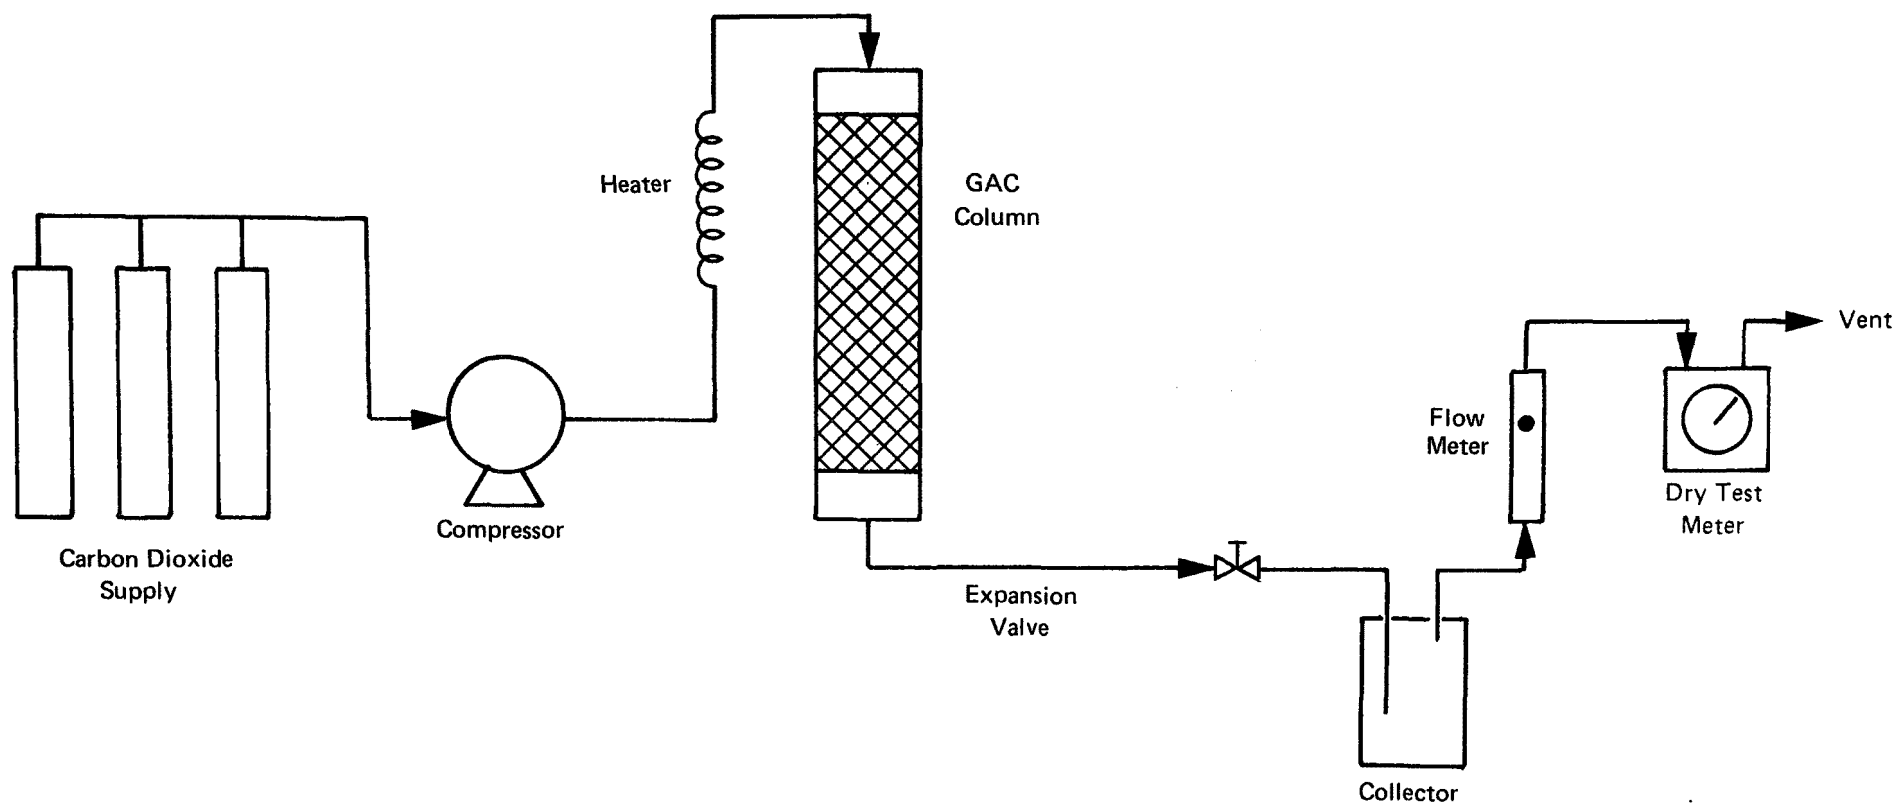 Carbon Dioxide
Supply
Compressor
Heater
GAC
Column
Expansion
Valve
Collector
Flow
Meter
Dry Test
Meter
Vent